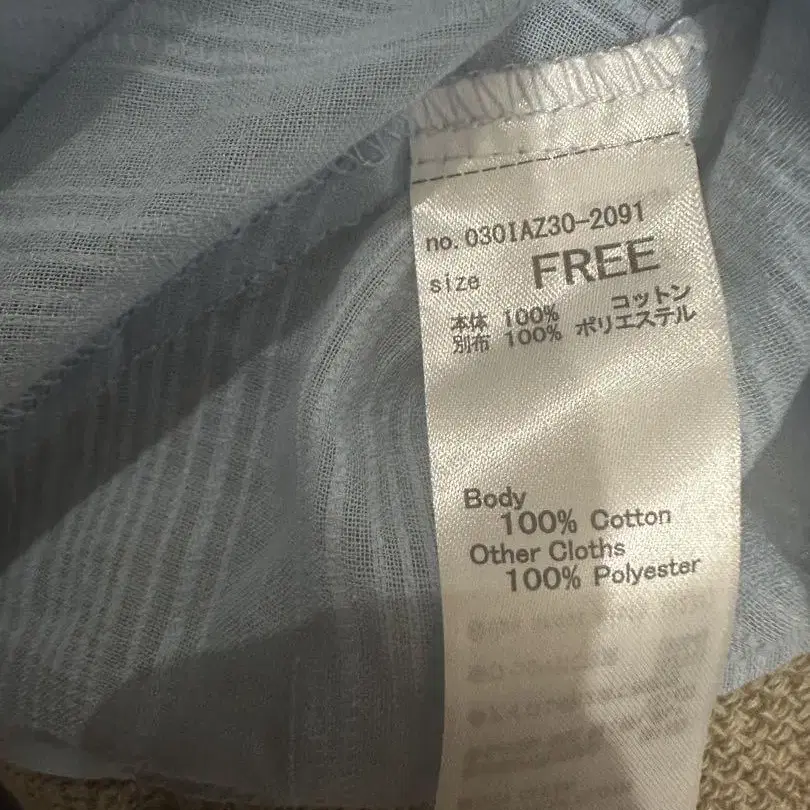 no. 030IAZ30-2091
size FREE
本体 100% コットン
別布 100% ポリエステル
Body
100% Cotton
Other Cloths
100% Polyester